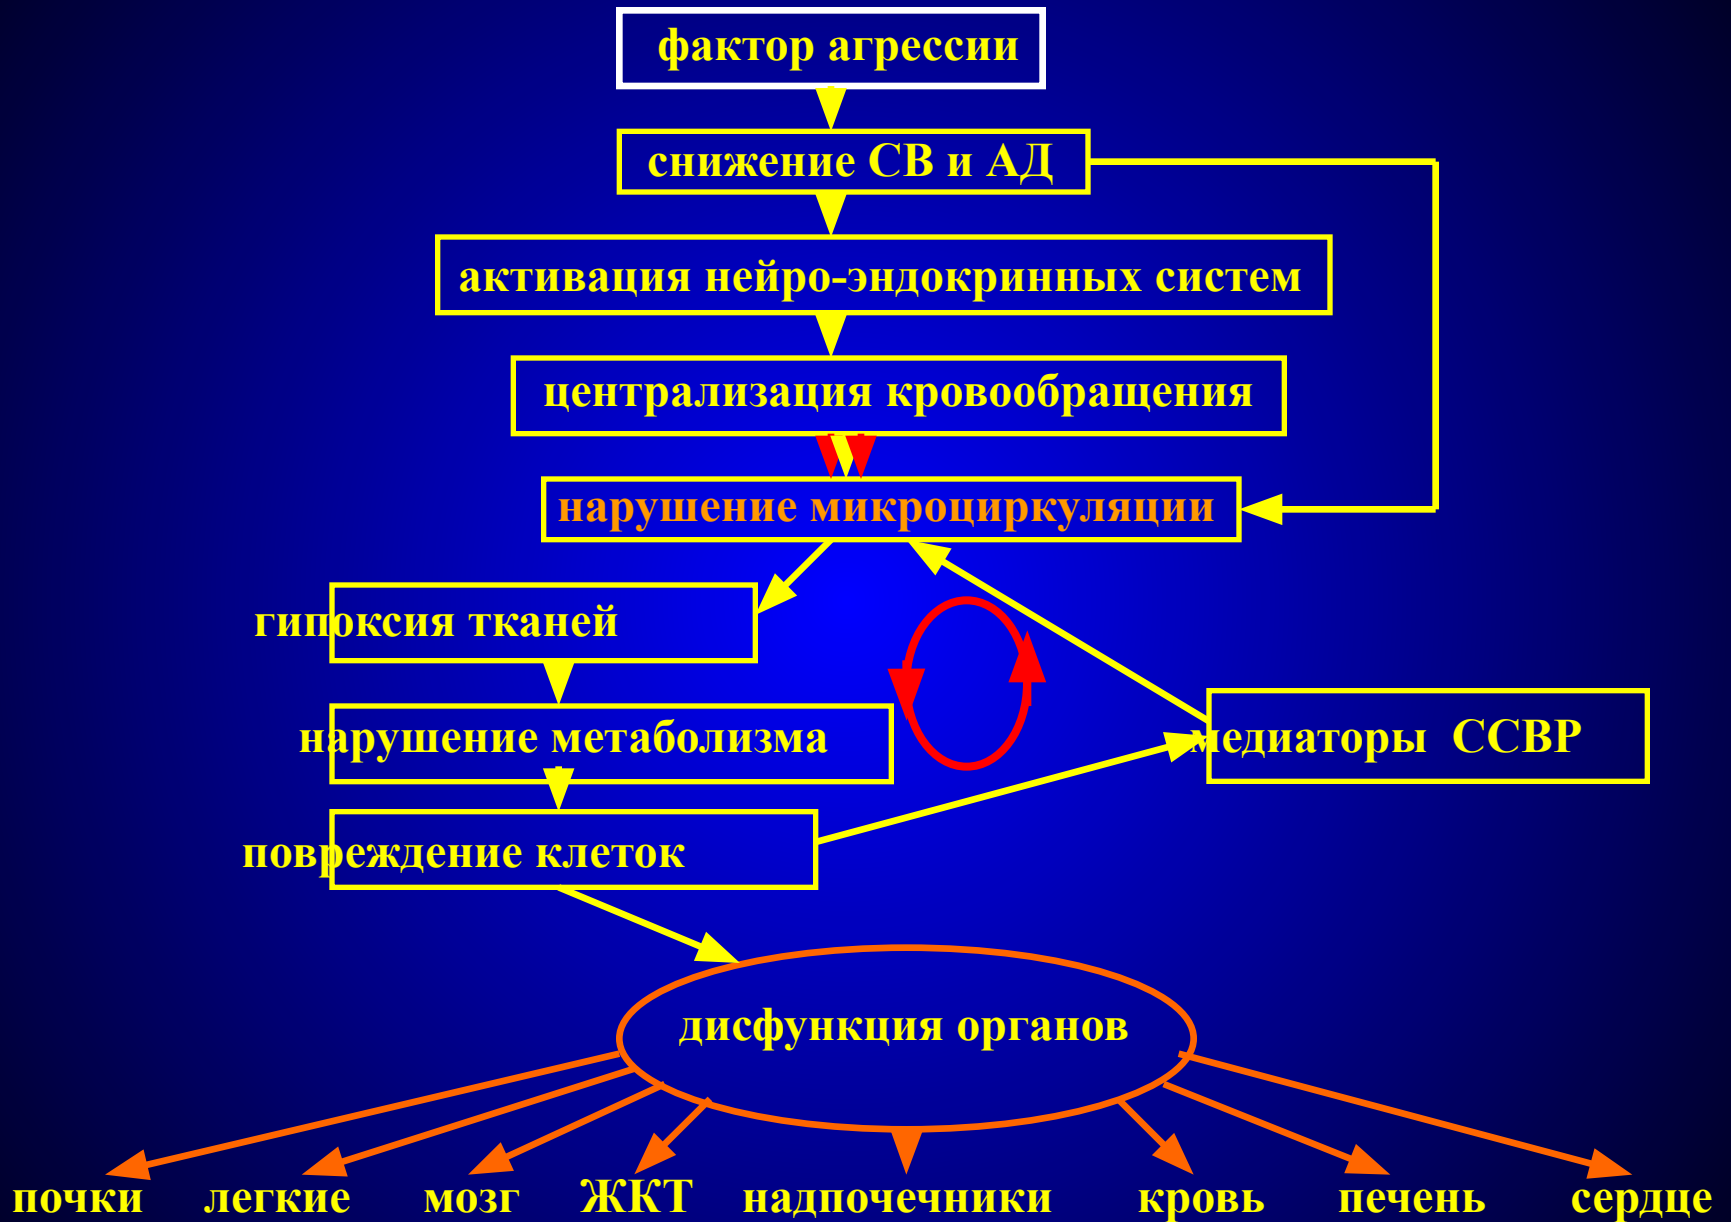 фактор агрессии
снижение СВ и АД
активация нейро-эндокринных систем
централизация кровообращения
нарушение микроциркуляции
гипоксия тканей
нарушение метаболизма
медиаторы ССВР
повреждение клеток
дисфункция органов
почки легкие мозг ЖКТ надпочечники кровь печень сердце